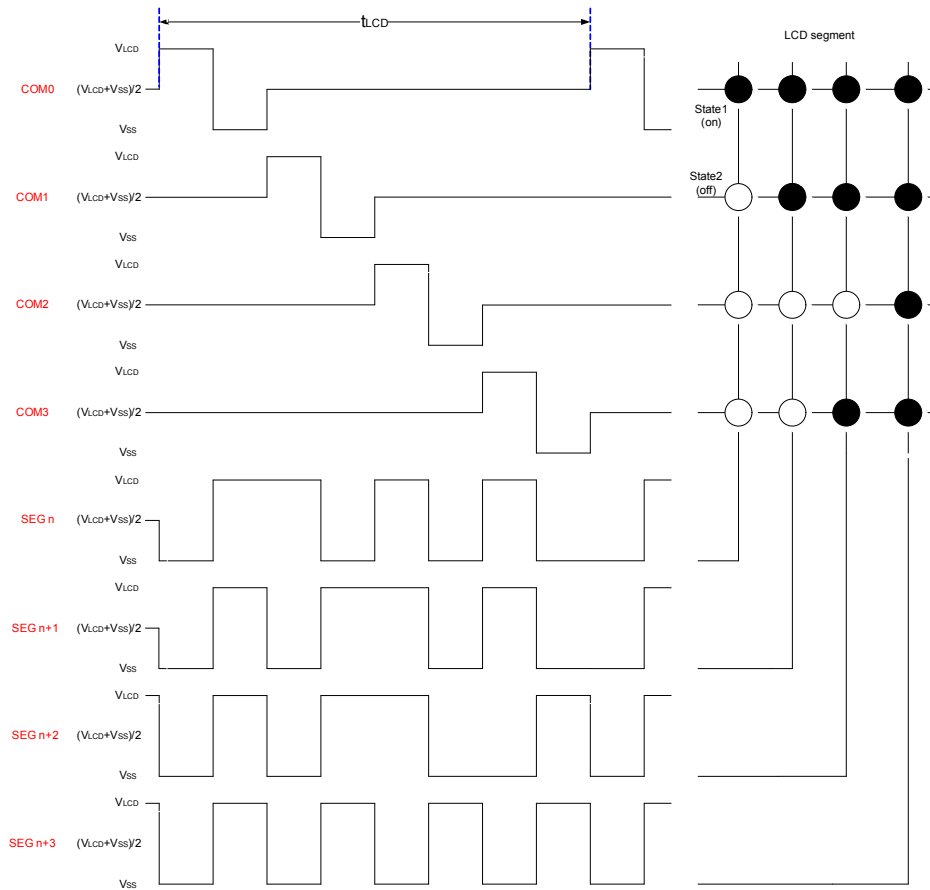 tLCD
LCD segment
VLCD
COM0 (VLCD+VSS)/2
VSS
State1
(on)
VLCD
COM1 (VLCD+VSS)/2
VSS
State2
(off)
VLCD
COM2 (VLCD+VSS)/2
VSS
VLCD
COM3 (VLCD+VSS)/2
VSS
VLCD
SEG n (VLCD+VSS)/2
VSS
VLCD
SEG n+1 (VLCD+VSS)/2
VSS
VLCD
SEG n+2 (VLCD+VSS)/2
VSS
VLCD
SEG n+3 (VLCD+VSS)/2
VSS